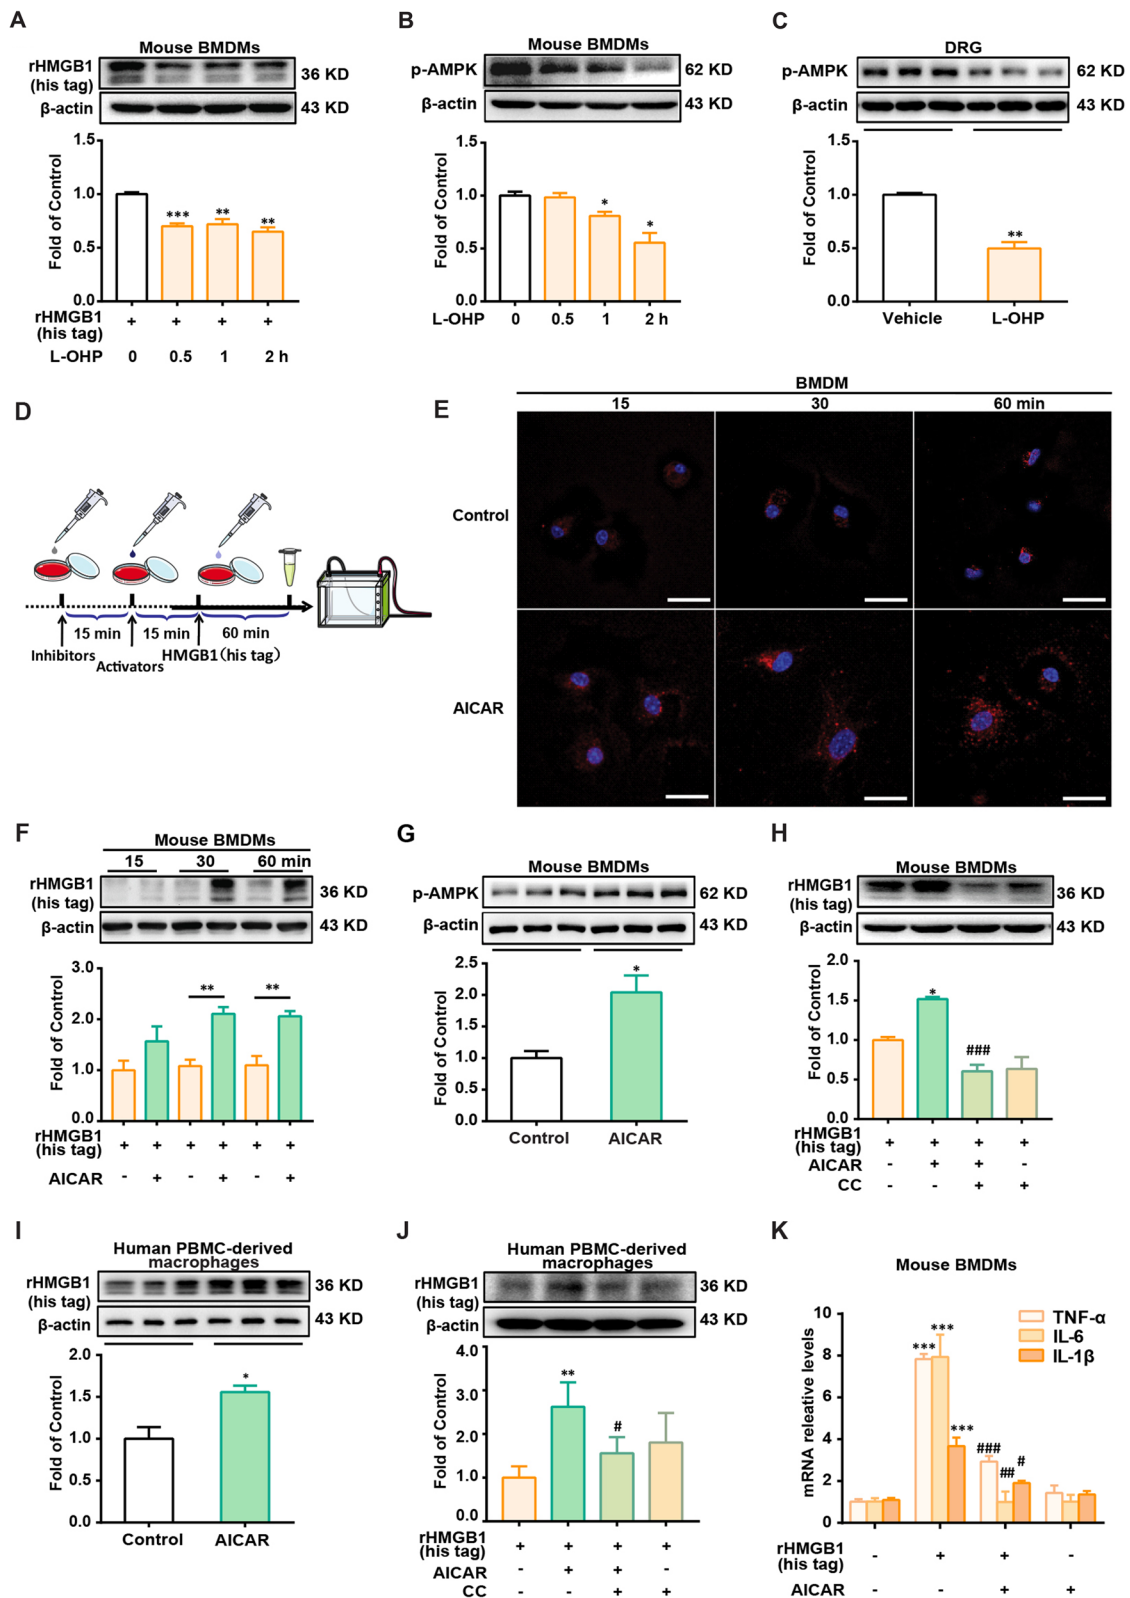 A
Mouse BMDMs
rHMGB1
(his tag)
36 KD
β-actin
43 KD
Fold of Control
1.5
1.0
0.5
0.0
***
**
**
rHMGB1
(his tag)
+ + + +
L-OHP
0 0.5 1 2 h
B
Mouse BMDMs
p-AMPK
62 KD
β-actin
43 KD
Fold of Control
1.5
1.0
0.5
0.0
*
*
L-OHP
0 0.5 1 2 h
C
DRG
p-AMPK
62 KD
β-actin
43 KD
Fold of Control
1.5
1.0
0.5
0.0
**
Vehicle L-OHP
D
15 min 15 min 60 min
Inhibitors
Activators
HMGB1(his tag)
E
BMDM
15 30 60 min
Control
AICAR
F
Mouse BMDMs
15 30 60 min
rHMGB1
(his tag)
36 KD
β-actin
43 KD
Fold of Control
3.0
2.0
1.0
0.0
**
**
rHMGB1
(his tag)
+ + + + + +
AICAR
- + - + - +
G
Mouse BMDMs
p-AMPK
62 KD
β-actin
43 KD
Fold of Control
2.5
2.0
1.5
1.0
0.5
0.0
*
Control AICAR
H
Mouse BMDMs
rHMGB1
(his tag)
36 KD
β-actin
43 KD
Fold of Control
2.0
1.5
1.0
0.5
0.0
*
###
rHMGB1
(his tag)
+ + + +
AICAR
- + + -
CC
- - + +
I
Human PBMC-derived
macrophages
rHMGB1
(his tag)
36 KD
β-actin
43 KD
Fold of Control
2.0
1.5
1.0
0.5
0.0
*
Control AICAR
J
Human PBMC-derived
macrophages
rHMGB1
(his tag)
36 KD
β-actin
43 KD
Fold of Control
4.0
3.0
2.0
1.0
0.0
**
#
rHMGB1
(his tag)
+ + + +
AICAR
- + + -
CC
- - + +
K
Mouse BMDMs
mRNA releative levels
10
8
6
4
2
0
TNF-α
IL-6
IL-1β
***
***
***
###
##
#
rHMGB1
(his tag)
- + + -
AICAR
- - + +